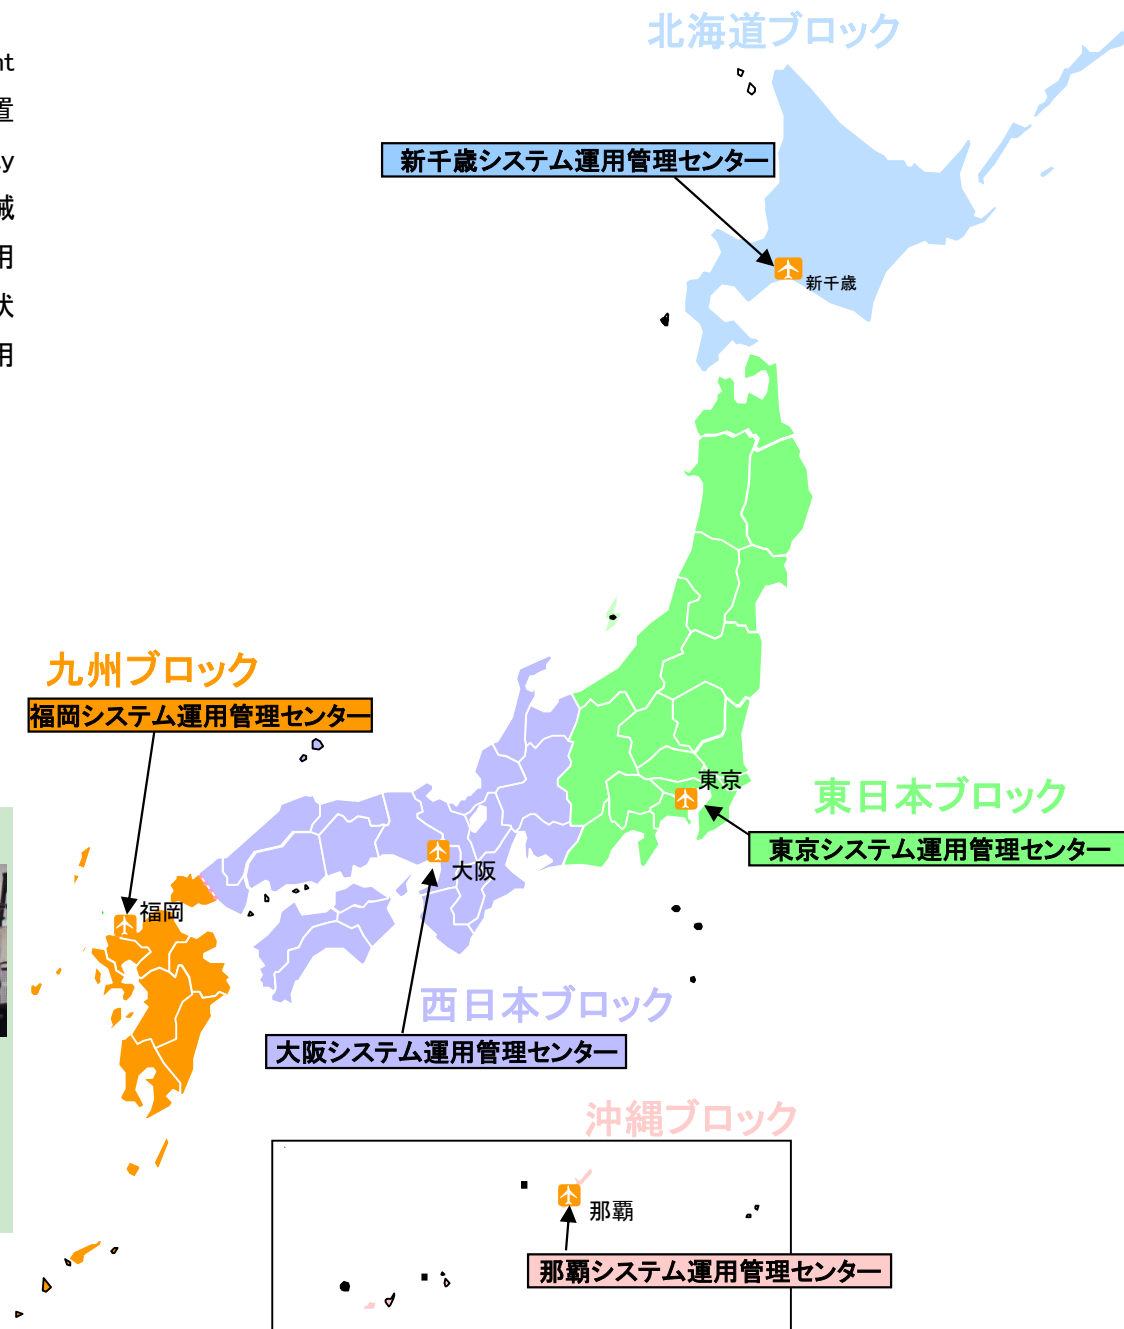 北海道ブロック
nt
置
y
械
用
状
用
新千歳システム運用管理センター
新千歳
九州ブロック
福岡システム運用管理センター
東京
東日本ブロック
東京システム運用管理センター
大阪
福岡
西日本ブロック
大阪システム運用管理センター
沖縄ブロック
那覇
那覇システム運用管理センター